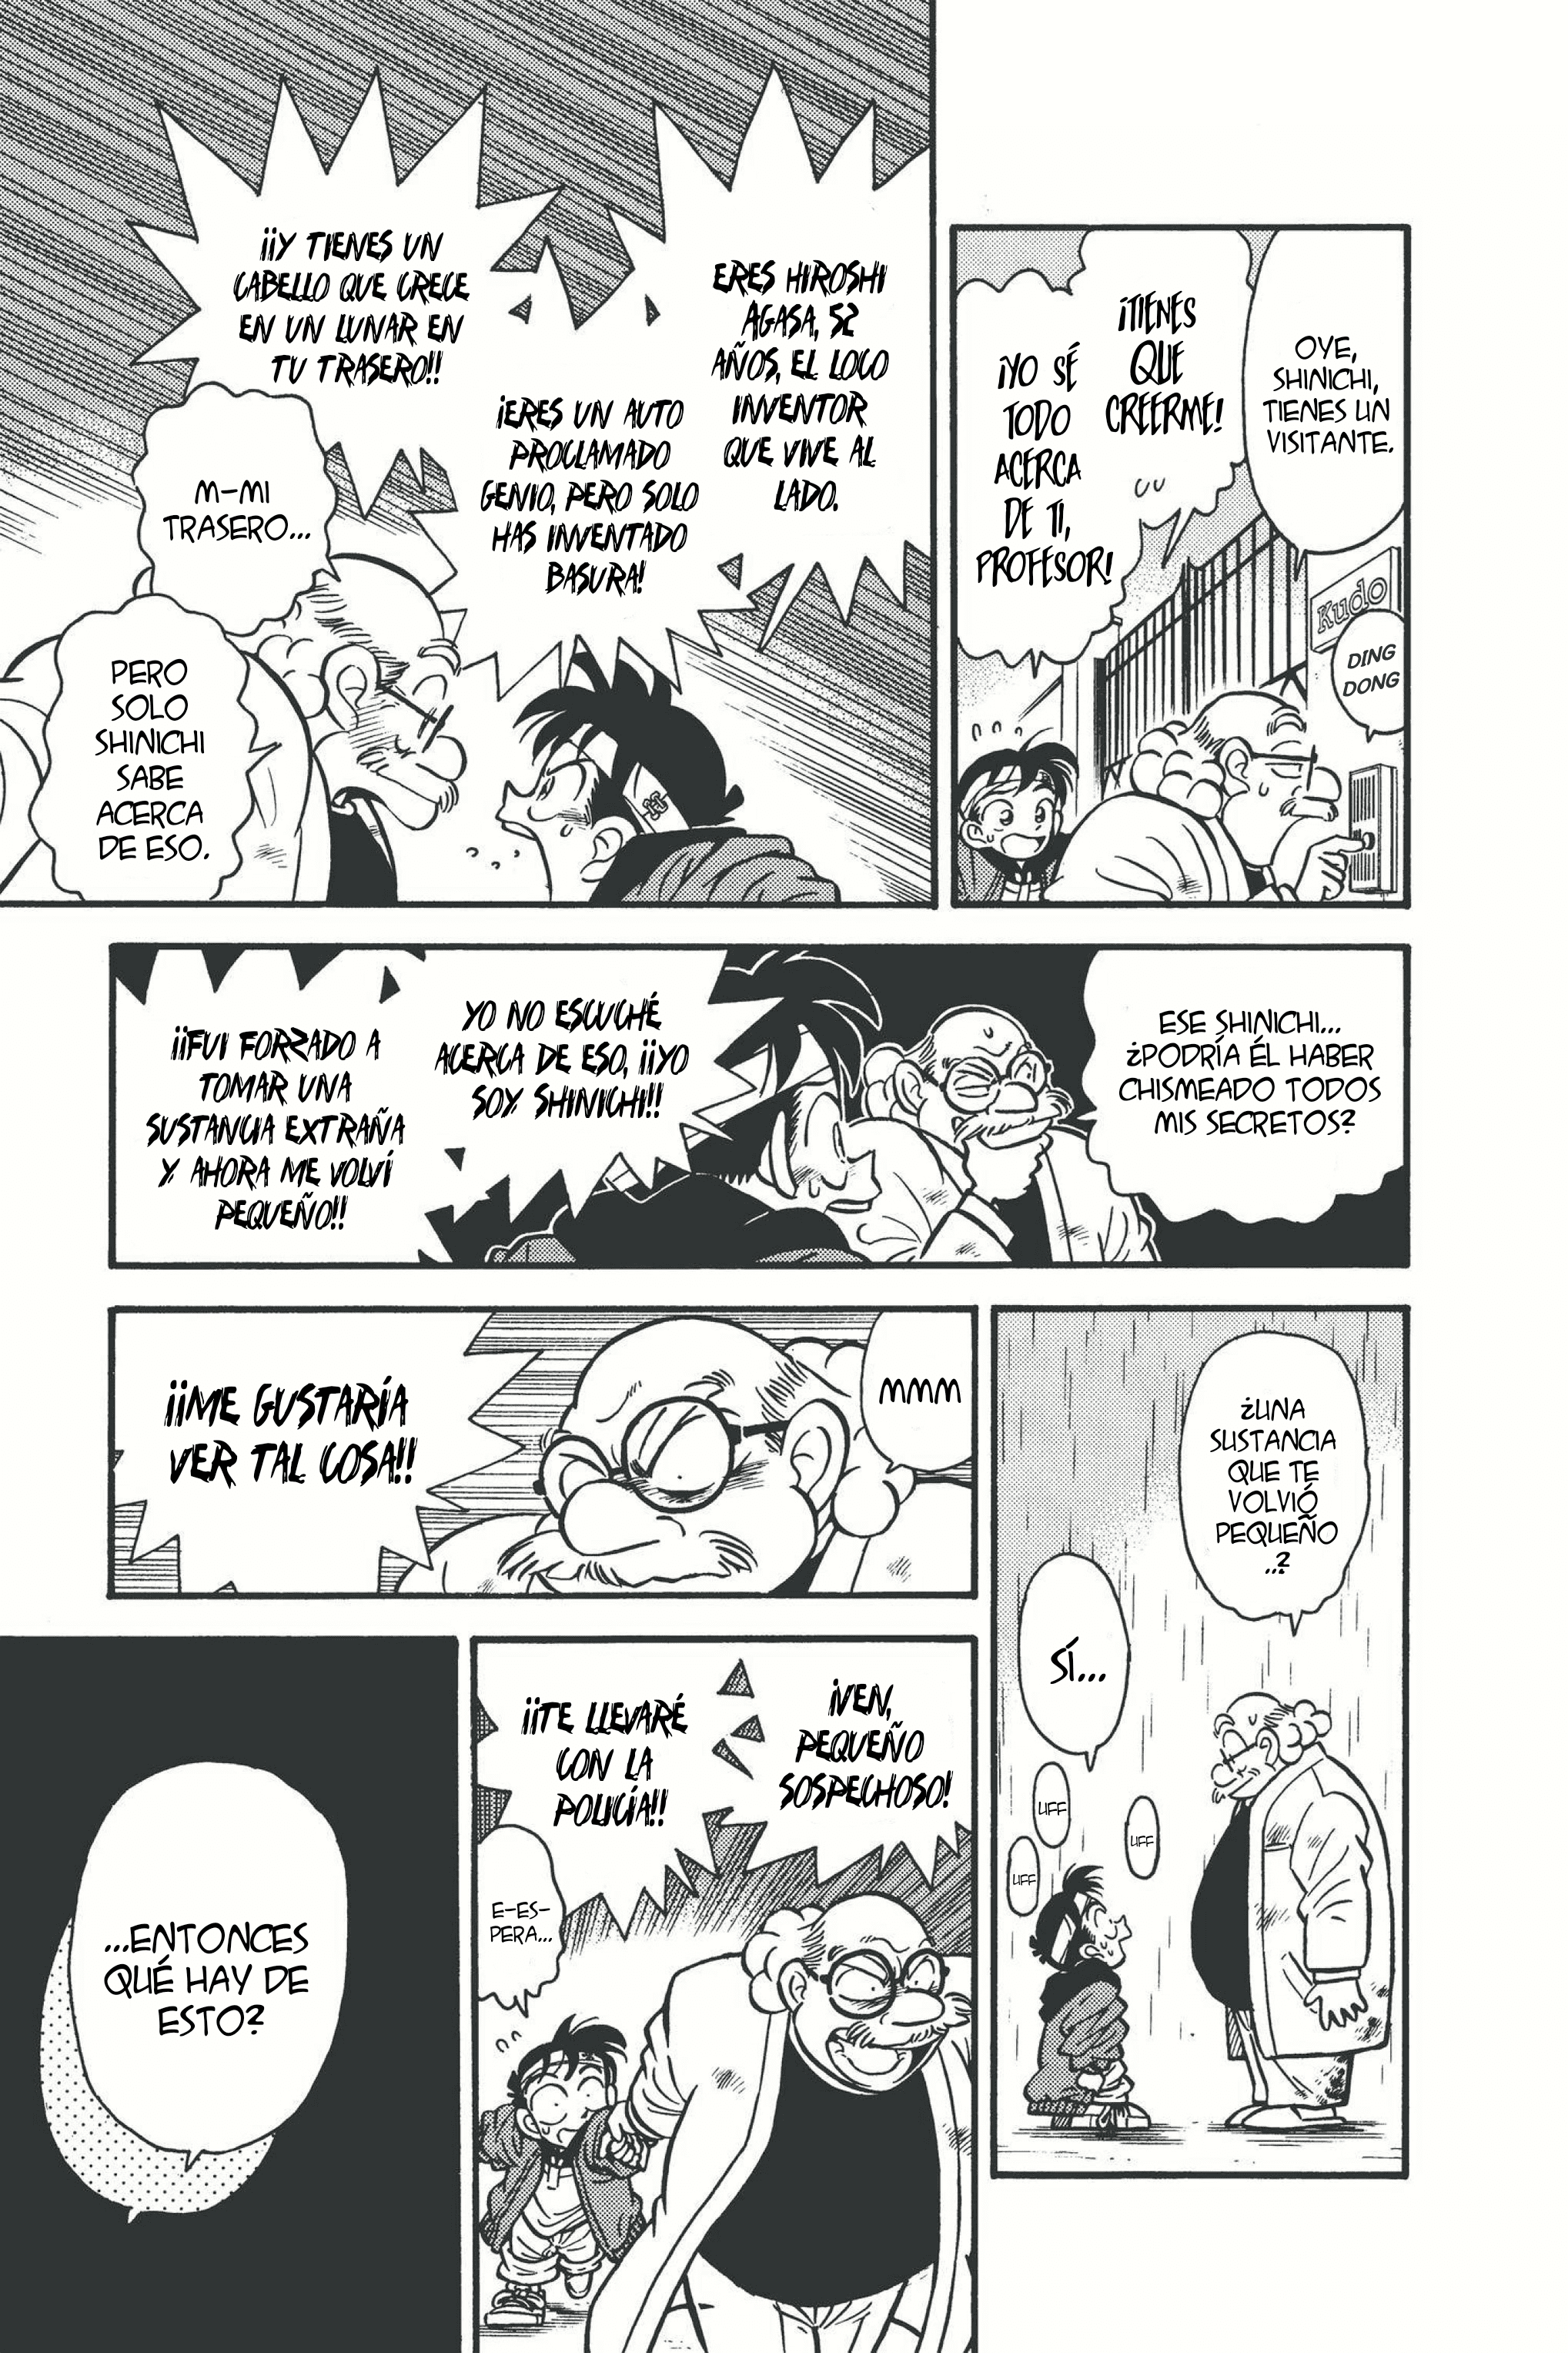 OYE,
SHINICHI,
TIENES UN
VISITANTE.
¡TIENES
QUE
CREERME!
¡YO SÉ
TODO
ACERCA
DE TI,
PROFESOR!
Kudo
DING
DONG
ERES HIROSHI
AGASA, 52
AÑOS, EL LOCO
INVENTOR
QUE VIVE AL
LADO.
¡ERES UN AUTO
PROCLAMADO
GENIO, PERO SOLO
HAS INVENTADO
BASURA!
¡¡Y TIENES UN
CABELLO QUE CRECE
EN UN LUNAR EN
TU TRASERO!!
M-MI
TRASERO...
PERO
SOLO
SHINICHI
SABE
ACERCA
DE ESO.
ESE SHINICHI...
¿PODRÍA ÉL HABER
CHISMEADO TODOS
MIS SECRETOS?
YO NO ESCUCHÉ
ACERCA DE ESO, ¡¡YO
SOY SHINICHI!!
¡¡FUI FORZADO A
TOMAR UNA
SUSTANCIA EXTRAÑA
Y AHORA ME VOLVÍ
PEQUEÑO!!
¿UNA
SUSTANCIA
QUE TE
VOLVIÓ
PEQUEÑO
..?
SÍ...
UFF
UFF
UFF
MMM
¡¡ME GUSTARÍA
VER TAL COSA!!
¡VEN,
PEQUEÑO
SOSPECHOSO!
¡¡TE LLEVARÉ
CON LA
POLICÍA!!
E-ES-
PERA...
...ENTONCES
QUÉ HAY DE
ESTO?